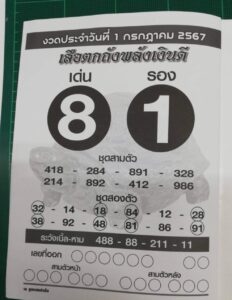 งวดประจำวันที่ 1 กรกฎาคม 2567
เสือตกถังพลังเงินดี
เด่น รอง
8 1
ชุดสามตัว
418 - 284 - 891 - 328
214 - 892 - 412 - 986
ชุดสองตัว
32 - 14 - 18 - 84 - 12 - 28
38 - 92 - 48 - 81 - 86 - 91
ระวังเบิ้ล-หาม 488 - 88 - 211 - 11
เลขที่ออก
สามตัวหน้า สามตัวหลัง